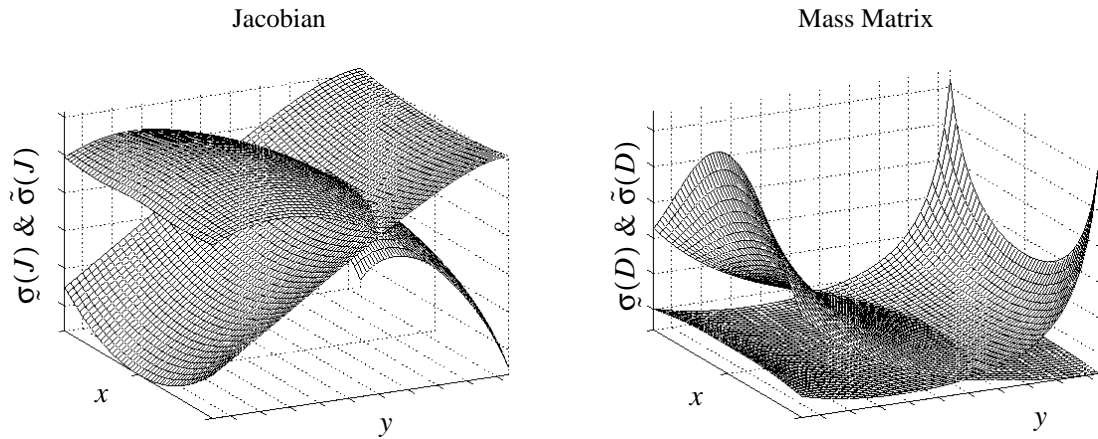 Jacobian
Mass Matrix
σ̰(J) & σ̃(J)
x
y
σ̰(D) & σ̃(D)
x
y